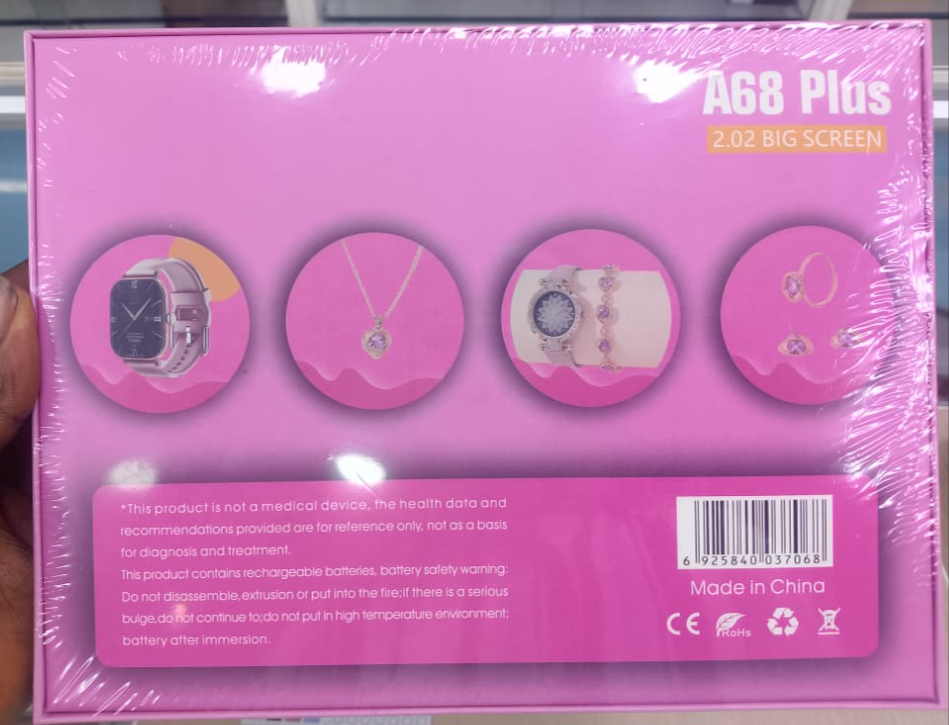 A68 Plus
2.02 BIG SCREEN
*This product is not a medical device, the health data and
recommendations provided are for reference only, not as a basis
for diagnosis and treatment.
This product contains rechargeable batteries, battery safety warning:
Do not disassemble,extrusion or put into the fire;if there is a serious
bulge,do not continue to;do not put in high temperature environment;
battery after immersion.
6 925840 037068
Made in China
CE
RoHs